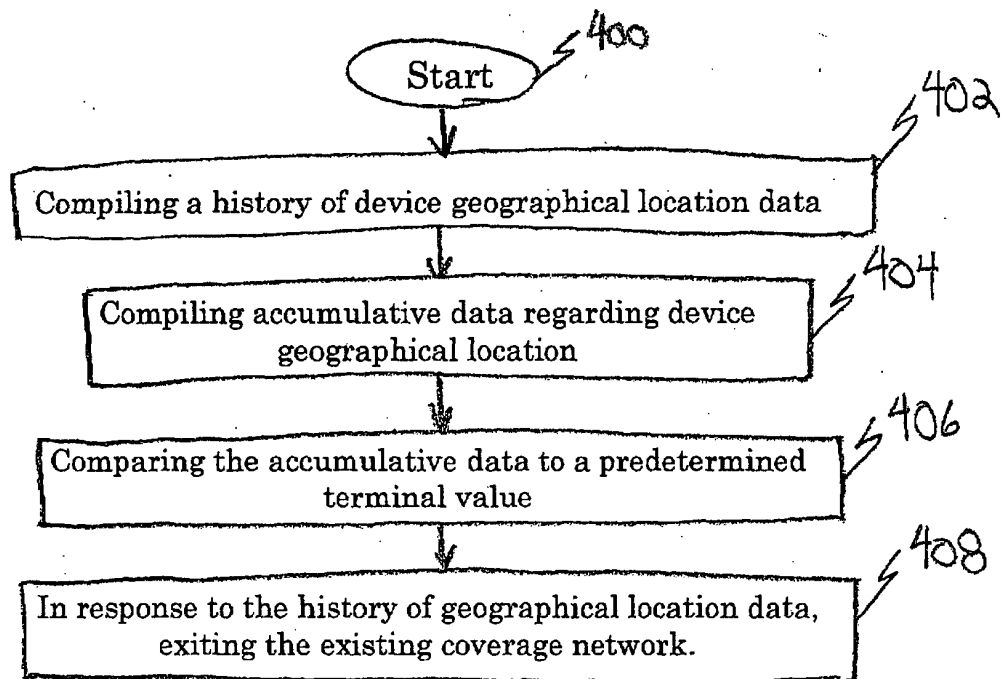 400
Start
402
Compiling a history of device geographical location data
404
Compiling accumulative data regarding device
geographical location
406
Comparing the accumulative data to a predetermined
terminal value
408
In response to the history of geographical location data,
exiting the existing coverage network.